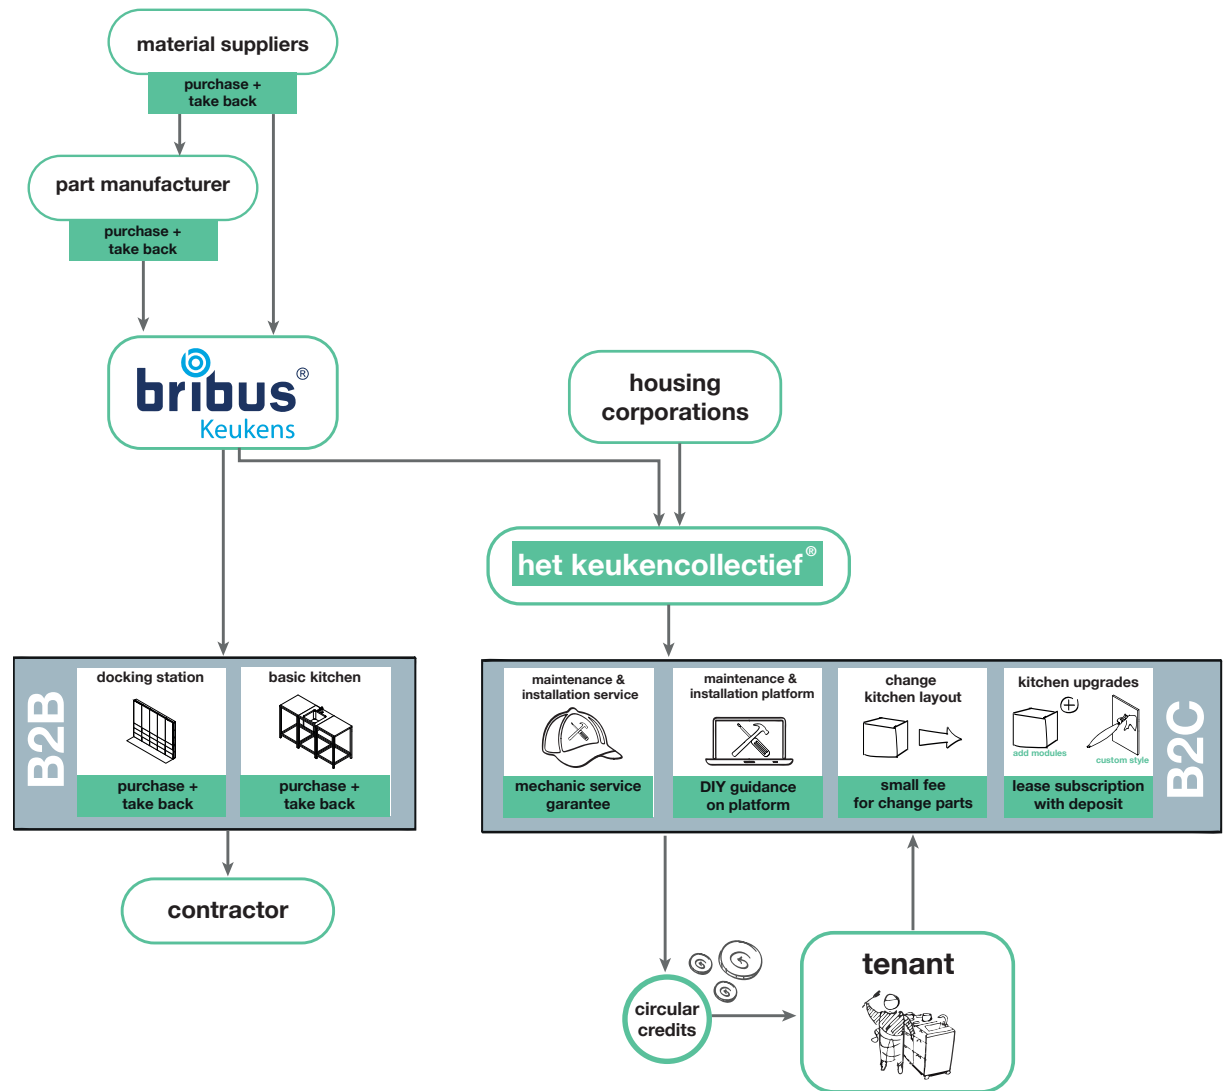 material suppliers
purchase +
take back
part manufacturer
purchase +
take back
bribus®
Keukens
housing
corporations
het keukencollectief®
B2B
docking station
purchase +
take back
basic kitchen
purchase +
take back
contractor
maintenance &
installation service
mechanic service
garantee
maintenance &
installation platform
DIY guidance
on platform
change
kitchen layout
small fee
for change parts
kitchen upgrades
add modules
custom style
lease subscription
with deposit
B2C
circular
credits
tenant